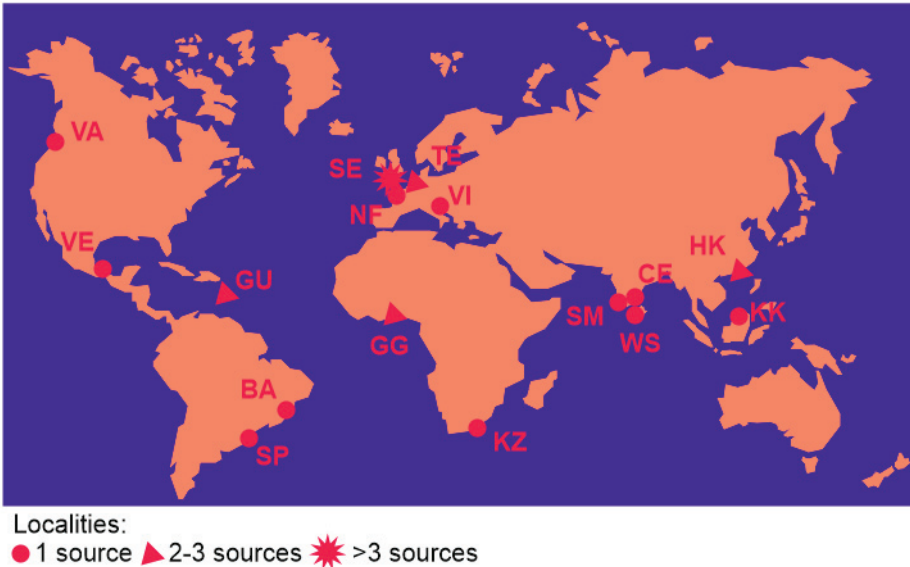 VA
TE
SE
VI
NF
VE
HK
GU
CE
SM
KK
GG
WS
BA
KZ
SP
Localities:
1 source 2-3 sources >3 sources